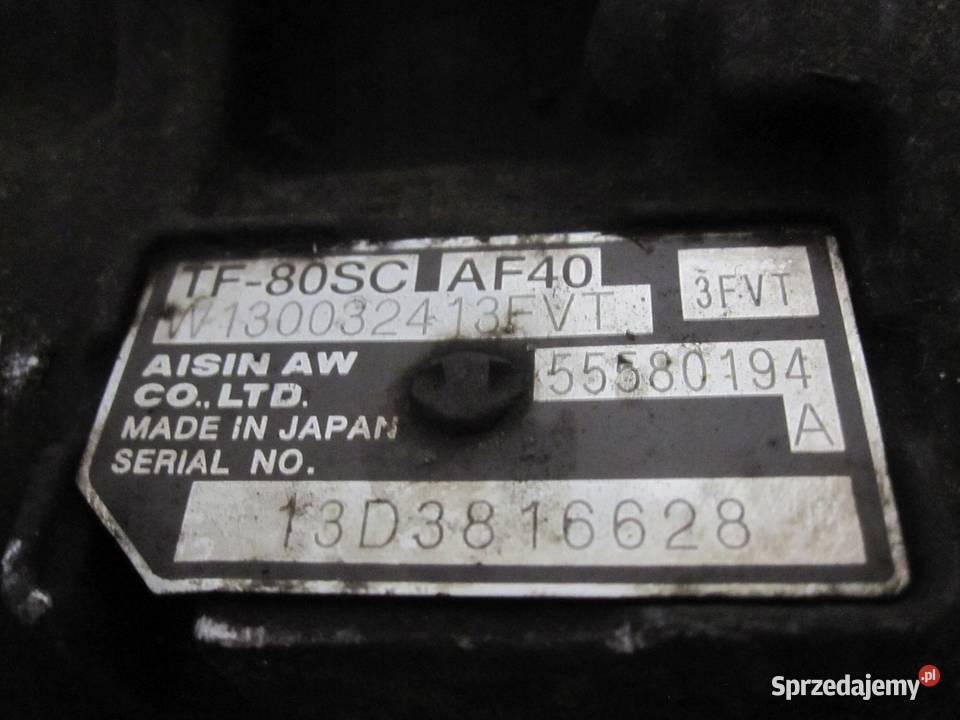 TF-80SC AF40 3FVT
W13003241 3FVT
AISIN AW 55580194
CO.,LTD. A
MADE IN JAPAN
SERIAL NO.
13D3816628
Sprzedajemy.pl